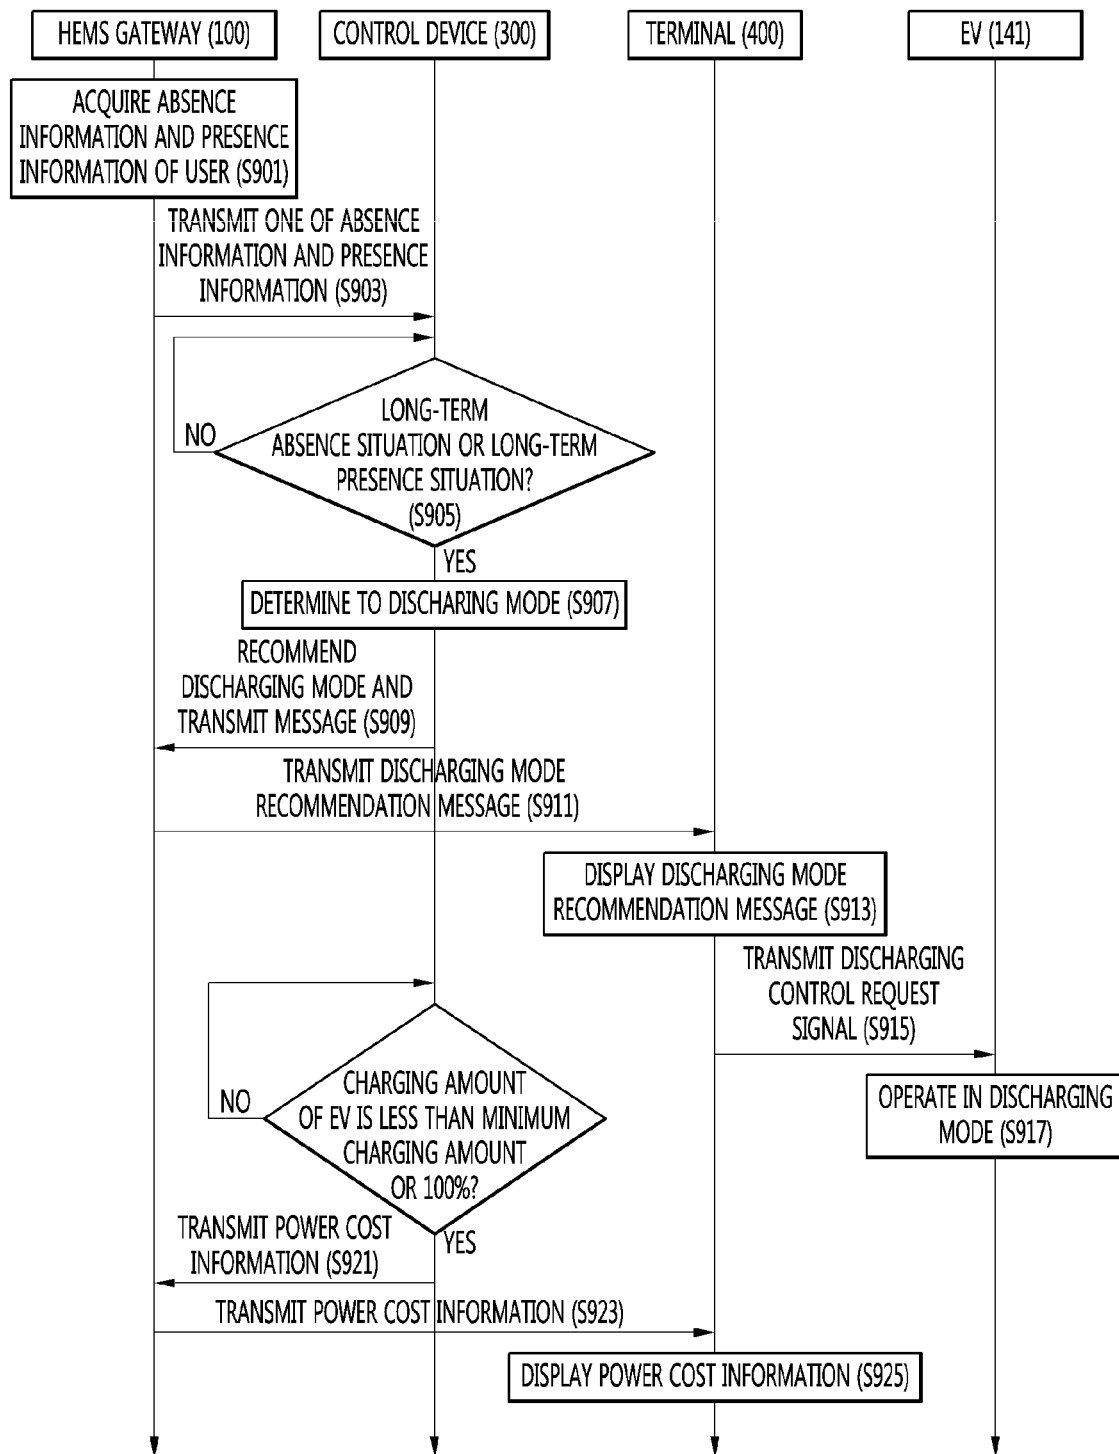 HEMS GATEWAY (100)
CONTROL DEVICE (300)
TERMINAL (400)
EV (141)
ACQUIRE ABSENCE
INFORMATION AND PRESENCE
INFORMATION OF USER (S901)
TRANSMIT ONE OF ABSENCE
INFORMATION AND PRESENCE
INFORMATION (S903)
LONG-TERM
ABSENCE SITUATION OR LONG-TERM
PRESENCE SITUATION?
(S905)
NO
YES
DETERMINE TO DISCHARING MODE (S907)
RECOMMEND
DISCHARGING MODE AND
TRANSMIT MESSAGE (S909)
TRANSMIT DISCHARGING MODE
RECOMMENDATION MESSAGE (S911)
DISPLAY DISCHARGING MODE
RECOMMENDATION MESSAGE (S913)
TRANSMIT DISCHARGING
CONTROL REQUEST
SIGNAL (S915)
OPERATE IN DISCHARGING
MODE (S917)
CHARGING AMOUNT
OF EV IS LESS THAN MINIMUM
CHARGING AMOUNT
OR 100%?
NO
YES
TRANSMIT POWER COST
INFORMATION (S921)
TRANSMIT POWER COST INFORMATION (S923)
DISPLAY POWER COST INFORMATION (S925)